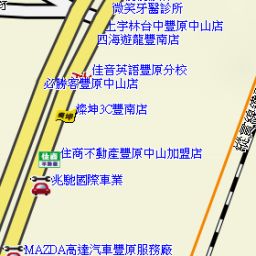 微笑牙醫診所
上宇林台中豐原中山店
四海遊龍豐南店
佳音英語豐原分校
必勝客豐原中山店
燦坤3C豐南店
佳商不動產豐原中山加盟店
兆馳國際車業
MAZDA高達汽車豐原服務廠
縱貫線